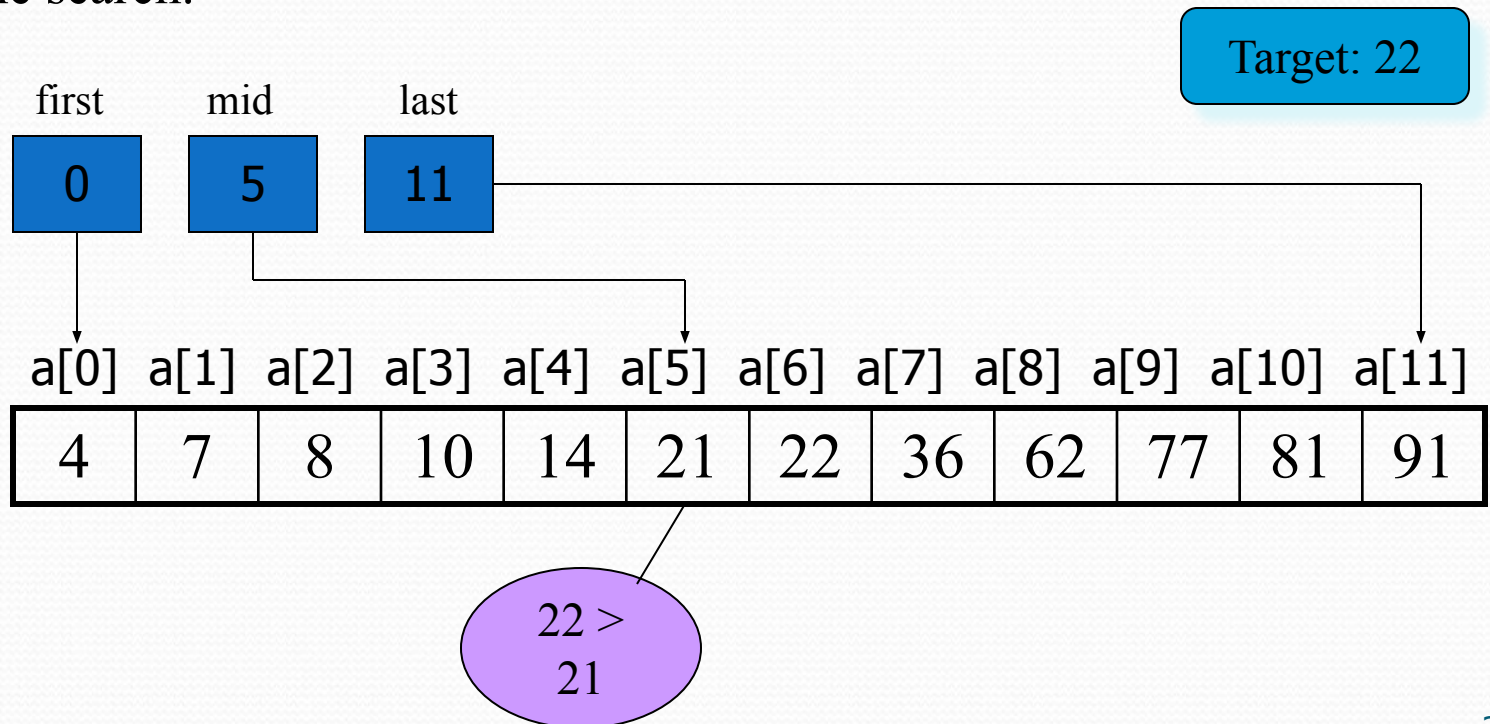 search.
Target: 22
first mid last
0 5 11
a[0] a[1] a[2] a[3] a[4] a[5] a[6] a[7] a[8] a[9] a[10] a[11]
4 7 8 10 14 21 22 36 62 77 81 91
22 >
21